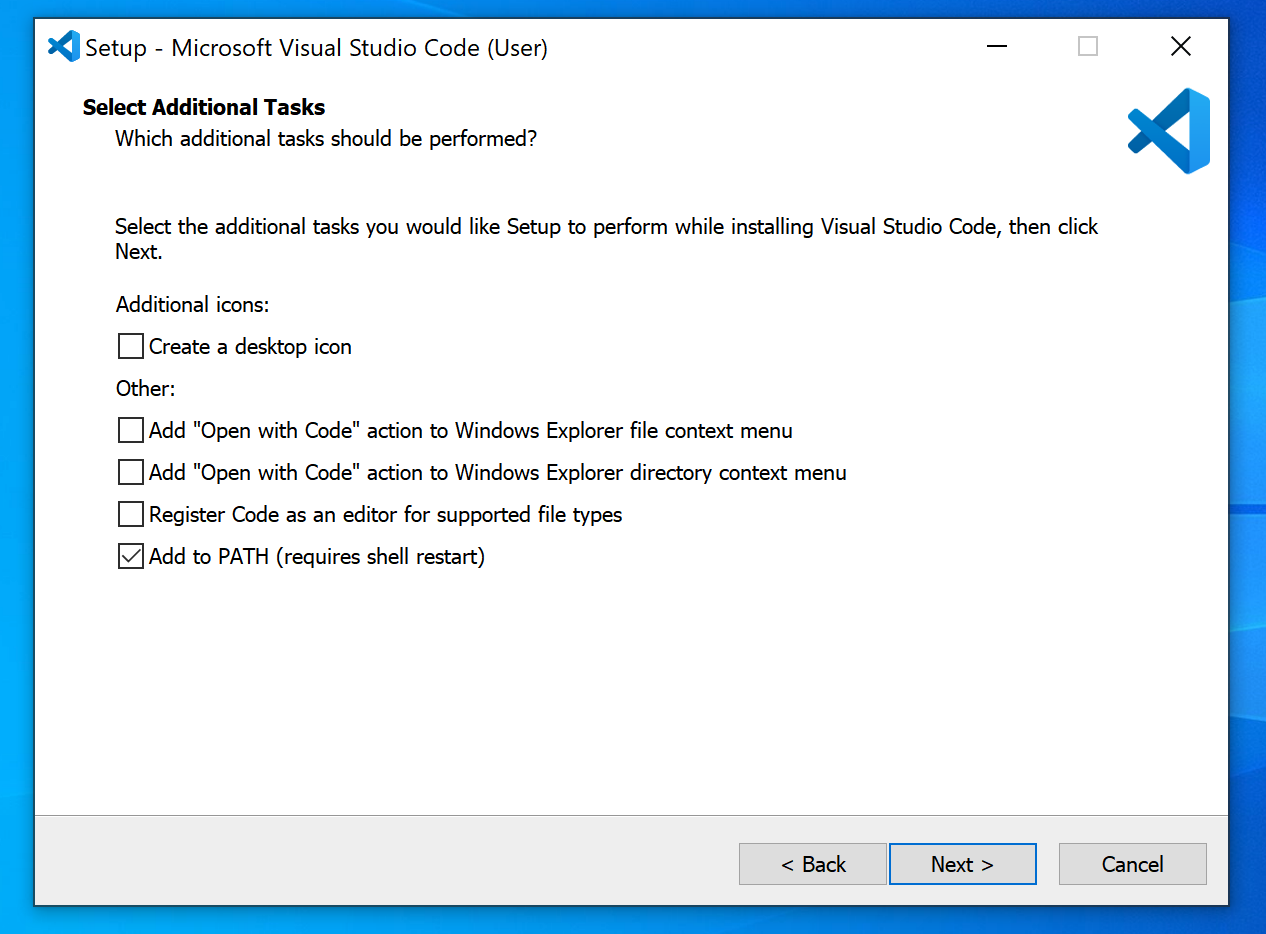 Setup - Microsoft Visual Studio Code (User)
Select Additional Tasks
Which additional tasks should be performed?
Select the additional tasks you would like Setup to perform while installing Visual Studio Code, then click
Next.
Additional icons:
Create a desktop icon
Other:
Add "Open with Code" action to Windows Explorer file context menu
Add "Open with Code" action to Windows Explorer directory context menu
Register Code as an editor for supported file types
Add to PATH (requires shell restart)
< Back Next > Cancel